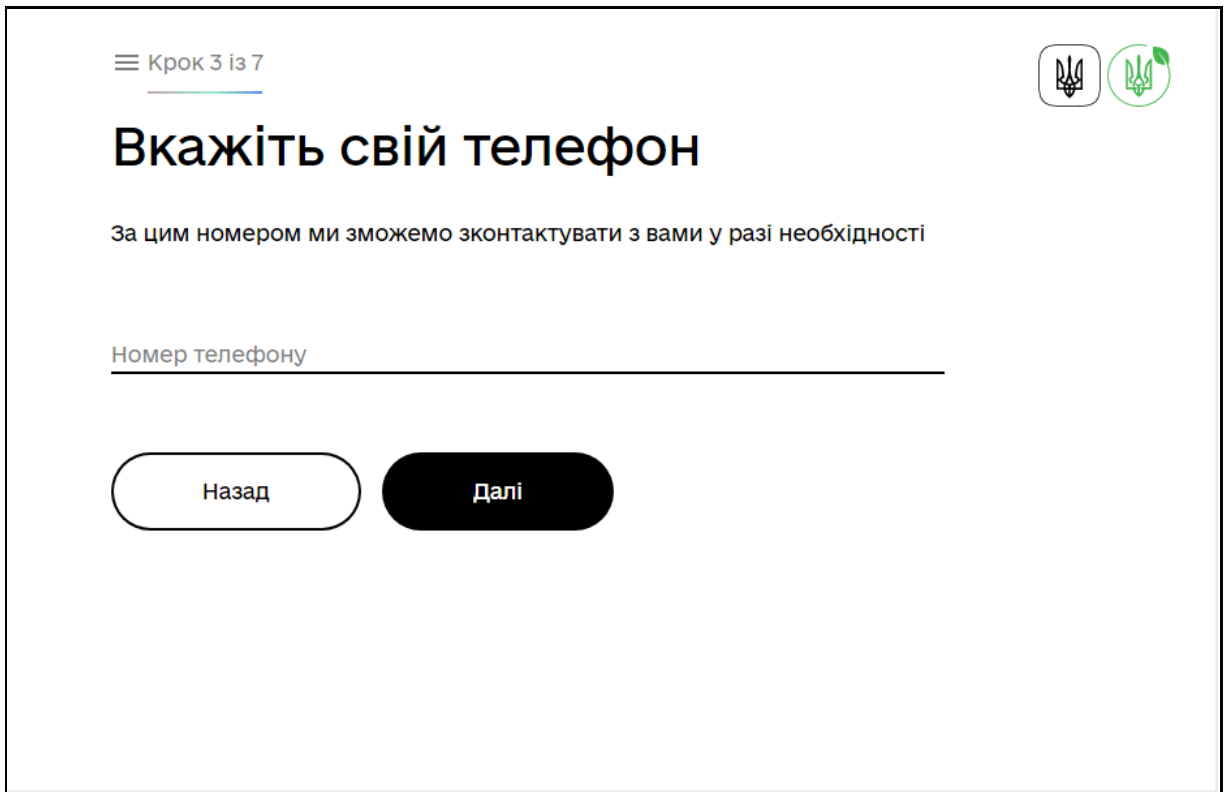 Крок 3 із 7
Вкажіть свій телефон
За цим номером ми зможемо зконтактувати з вами у разі необхідності
Номер телефону
Назад
Далі